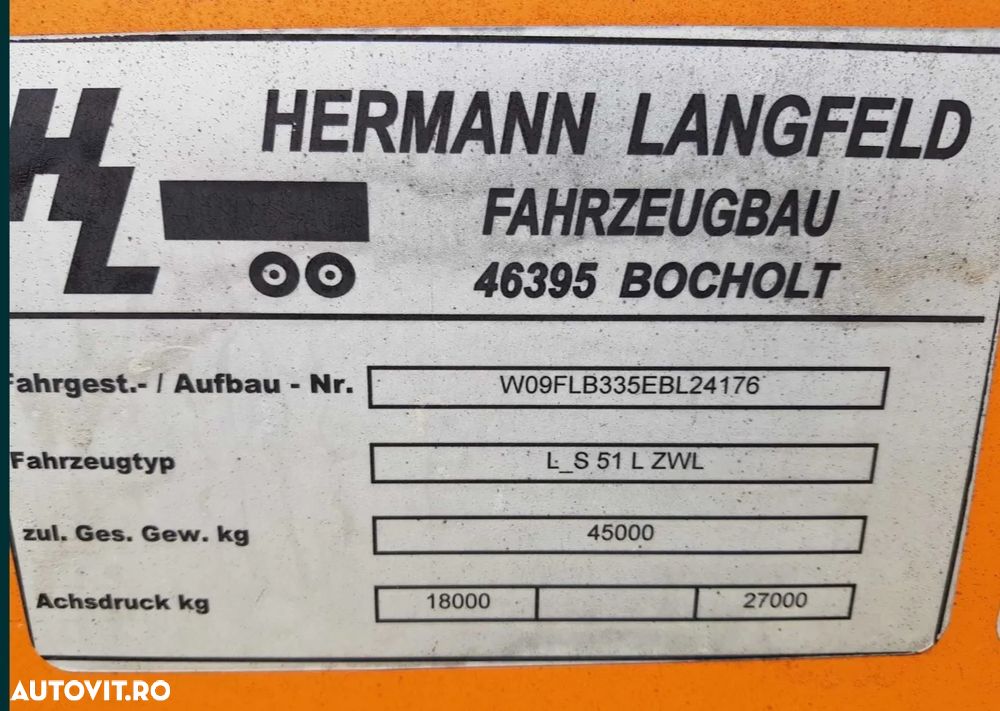 HL
HERMANN LANGFELD
FAHRZEUGBAU
46395 BOCHOLT
Fahrgest.- / Aufbau - Nr. W09FLB335EBL24176
Fahrzeugtyp L_S 51 L ZWL
zul. Ges. Gew. kg 45000
Achsdruck kg 18000 27000
AUTOVIT.RO